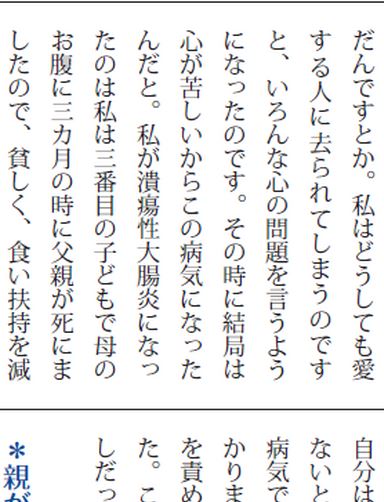 だんですとか。私はどうしても愛
する人に去られてしまうのです
と、いろんな心の問題を言うよう
になったのです。その時に結局は
心が苦しいからこの病気になった
んだと。私が潰瘍性大腸炎になっ
たのは私は三番目の子どもで母の
お腹に三カ月の時に父親が死にま
したので、貧しく、食い扶持を減
自分は
ないと
病気で
かりま
を責め
た。こ
しだっ
＊親が